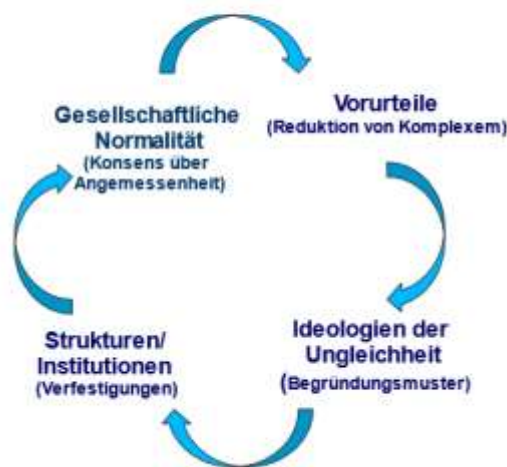 Gesellschaftliche
Normalität
(Konsens über
Angemessenheit)
Vorurteile
(Reduktion von Komplexem)
Ideologien der
Ungleichheit
(Begründungsmuster)
Strukturen/
Institutionen
(Verfestigungen)